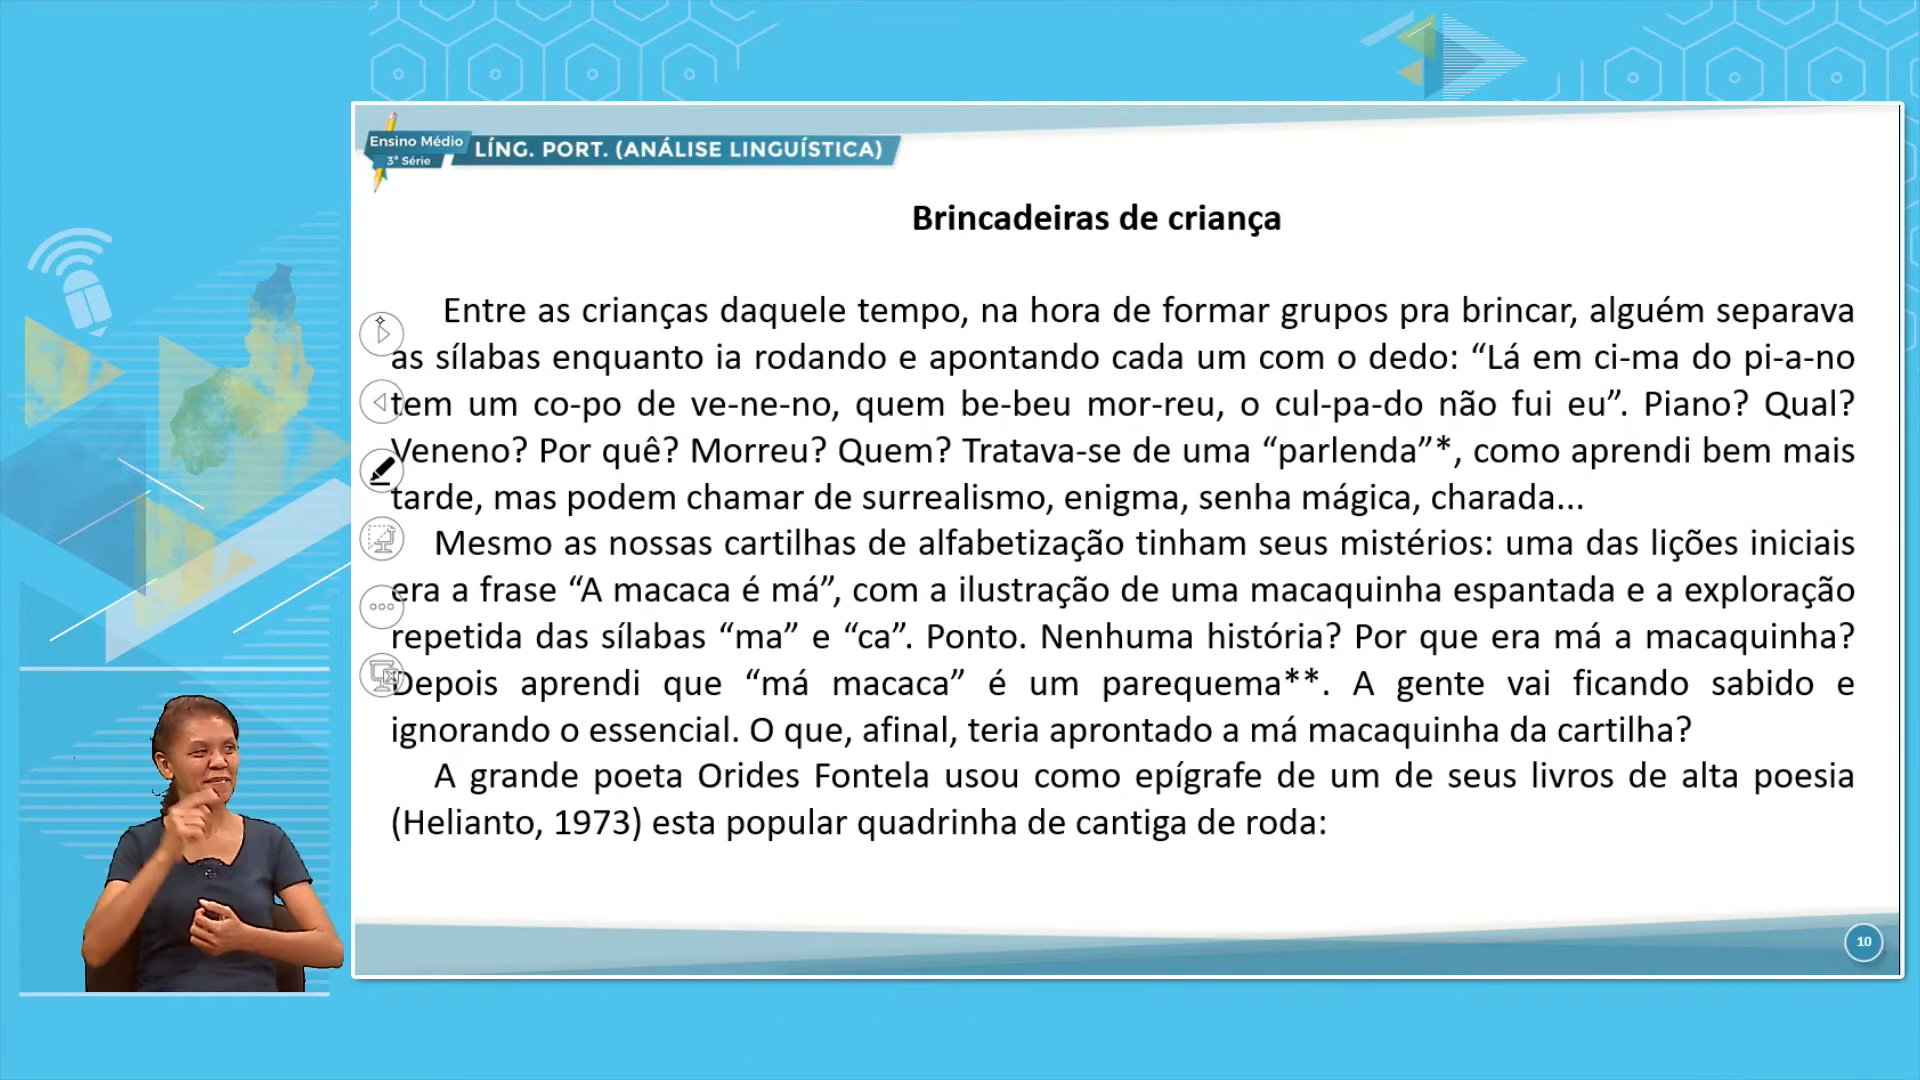 Ensino Médio
3ª Série
LÍNG. PORT. (ANÁLISE LINGUÍSTICA)
Brincadeiras de criança
Entre as crianças daquele tempo, na hora de formar grupos pra brincar, alguém separava
as sílabas enquanto ia rodando e apontando cada um com o dedo: “Lá em ci-ma do pi-a-no
tem um co-po de ve-ne-no, quem be-beu mor-reu, o cul-pa-do não fui eu”. Piano? Qual?
Veneno? Por quê? Morreu? Quem? Tratava-se de uma “parlenda”*, como aprendi bem mais
tarde, mas podem chamar de surrealismo, enigma, senha mágica, charada...
Mesmo as nossas cartilhas de alfabetização tinham seus mistérios: uma das lições iniciais
era a frase “A macaca é má”, com a ilustração de uma macaquinha espantada e a exploração
repetida das sílabas “ma” e “ca”. Ponto. Nenhuma história? Por que era má a macaquinha?
Depois aprendi que “má macaca” é um parequema**. A gente vai ficando sabido e
ignorando o essencial. O que, afinal, teria aprontado a má macaquinha da cartilha?
A grande poeta Orides Fontela usou como epígrafe de um de seus livros de alta poesia
(Helianto, 1973) esta popular quadrinha de cantiga de roda:
10